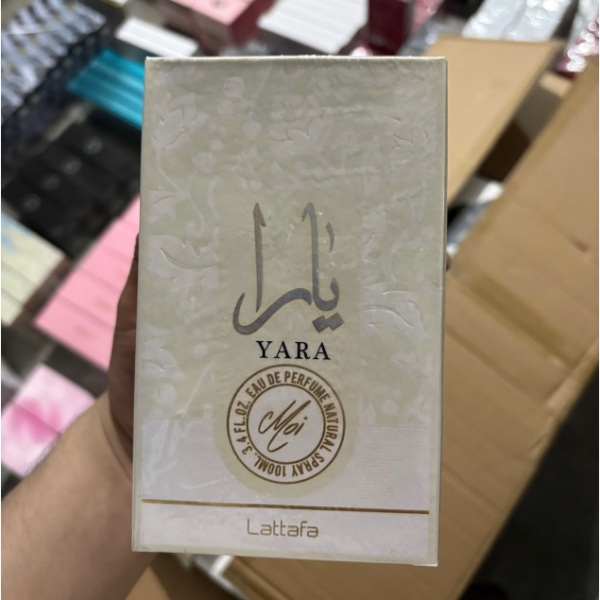 يارا
YARA
EAU DE PERFUME NATURAL SPRAY 100ML. 3.4 FL.OZ.
Moi
Lattafa